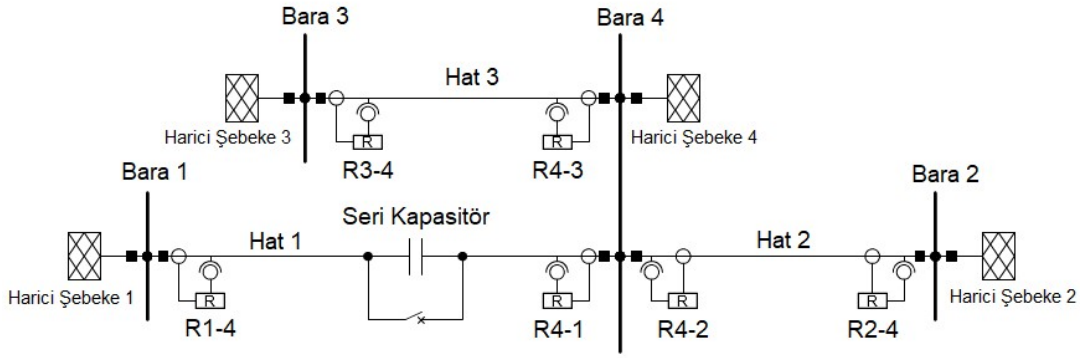 Bara 3
Bara 4
Hat 3
Harici Şebeke 3
Harici Şebeke 4
R
R
R3-4
R4-3
Bara 1
Bara 2
Seri Kapasitör
Hat 1
Hat 2
Harici Şebeke 1
Harici Şebeke 2
R
R
R
R
R1-4
R4-1
R4-2
R2-4